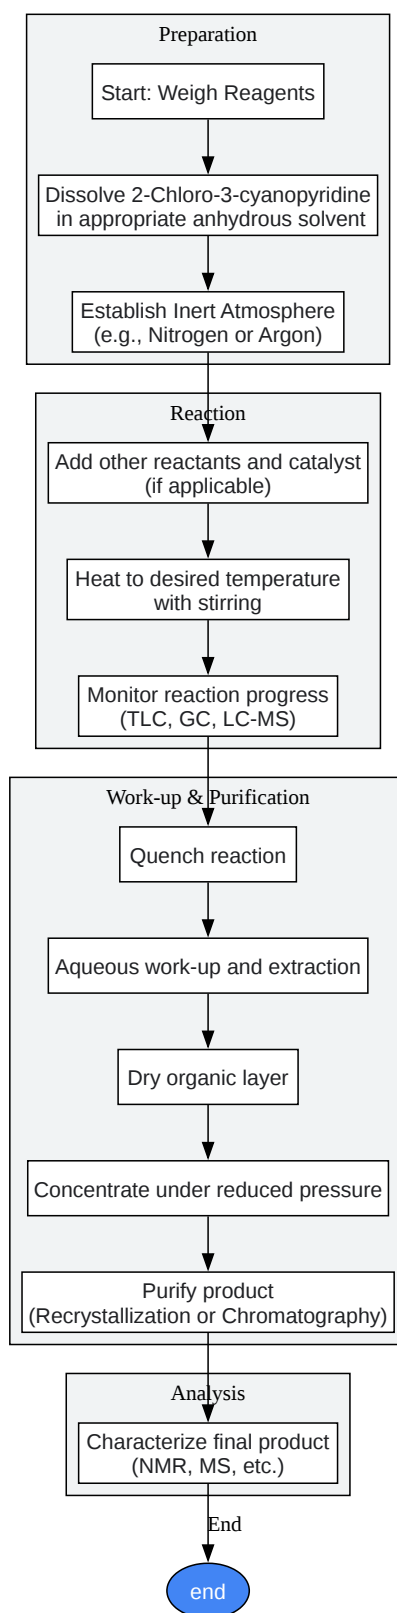 Preparation
Start: Weigh Reagents
Dissolve 2-Chloro-3-cyanopyridine
in appropriate anhydrous solvent
Establish Inert Atmosphere
(e.g., Nitrogen or Argon)
Reaction
Add other reactants and catalyst
(if applicable)
Heat to desired temperature
with stirring
Monitor reaction progress
(TLC, GC, LC-MS)
Work-up & Purification
Quench reaction
Aqueous work-up and extraction
Dry organic layer
Concentrate under reduced pressure
Purify product
(Recrystallization or Chromatography)
Analysis
Characterize final product
(NMR, MS, etc.)
End
end